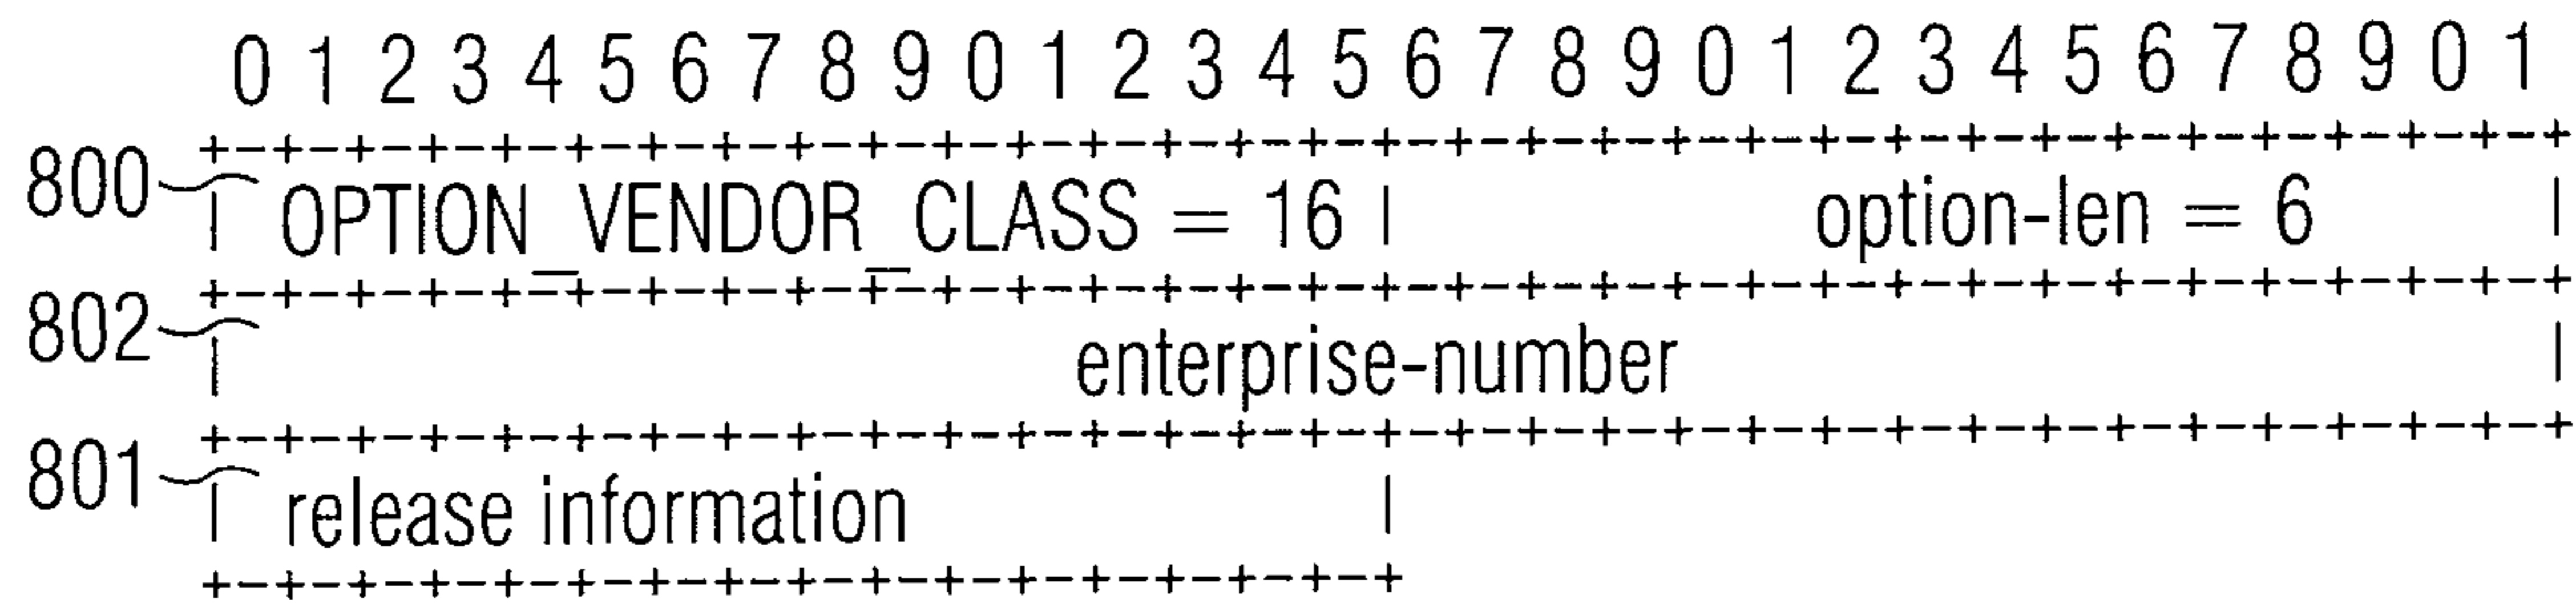 0 1 2 3 4 5 6 7 8 9 0 1 2 3 4 5 6 7 8 9 0 1 2 3 4 5 6 7 8 9 0 1
+-+-+-+-+-+-+-+-+-+-+-+-+-+-+-+-+-+-+-+-+-+-+-+-+-+-+-+-+-+-+-+-+
800 | OPTION_VENDOR_CLASS = 16 | option-len = 6 |
+-+-+-+-+-+-+-+-+-+-+-+-+-+-+-+-+-+-+-+-+-+-+-+-+-+-+-+-+-+-+-+-+
802 | enterprise-number |
+-+-+-+-+-+-+-+-+-+-+-+-+-+-+-+-+-+-+-+-+-+-+-+-+-+-+-+-+-+-+-+-+
801 | release information |
+-+-+-+-+-+-+-+-+-+-+-+-+-+-+-+-+